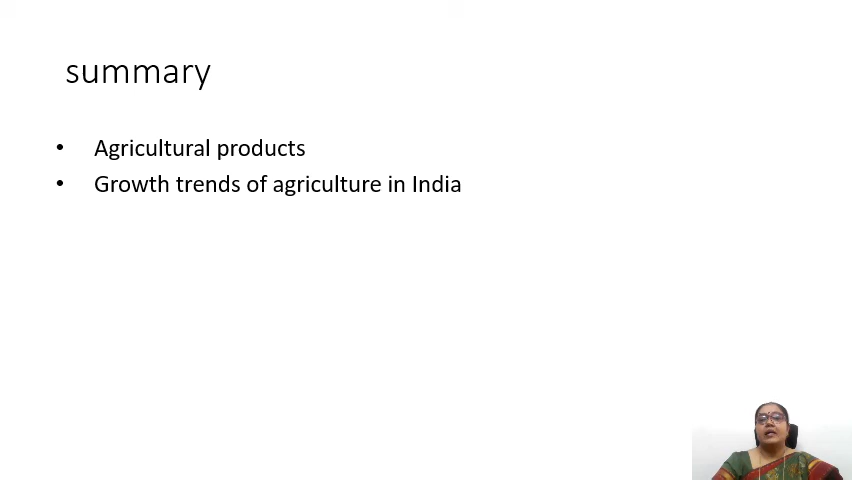 summary
• Agricultural products
• Growth trends of agriculture in India